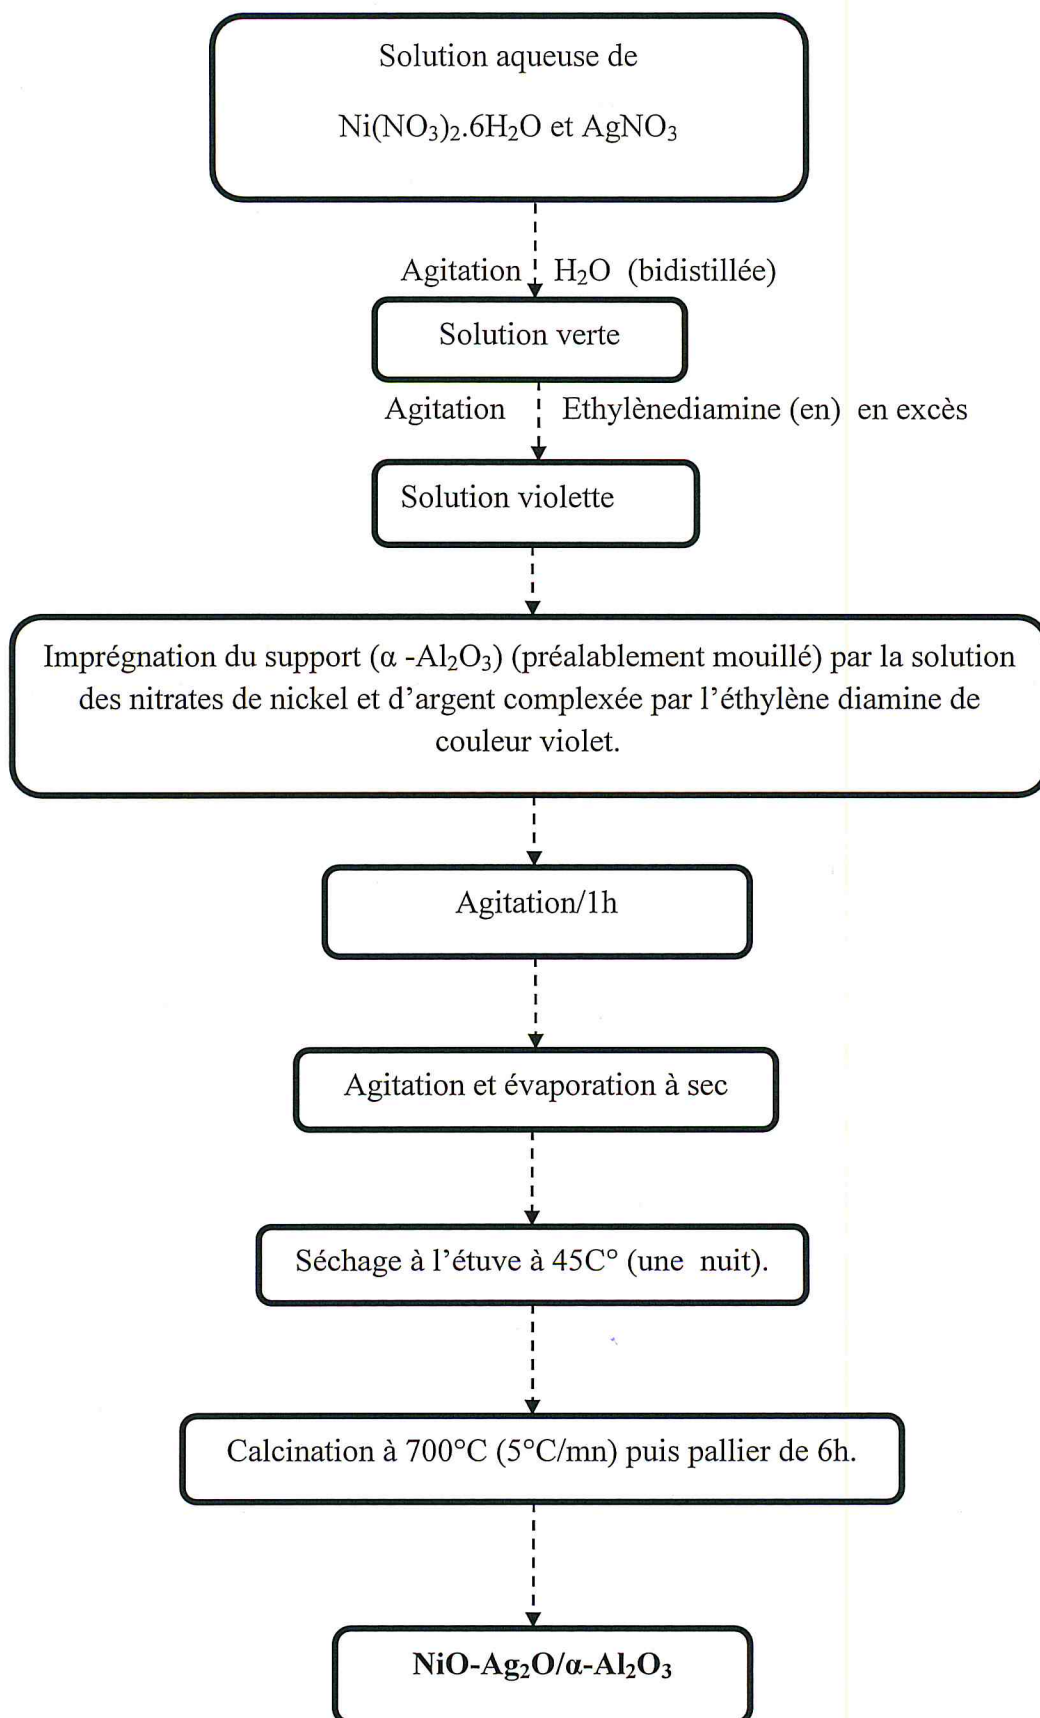 Solution aqueuse de
Ni(NO₃)₂.6H₂O et AgNO₃
Agitation H₂O (bidistillée)
Solution verte
Agitation Ethylènediamine (en) en excès
Solution violette
Imprégnation du support (α -Al₂O₃) (préalablement mouillé) par la solution
des nitrates de nickel et d’argent complexée par l’éthylène diamine de
couleur violet.
Agitation/1h
Agitation et évaporation à sec
Séchage à l’étuve à 45C° (une nuit).
Calcination à 700°C (5°C/mn) puis pallier de 6h.
NiO-Ag₂O/α-Al₂O₃